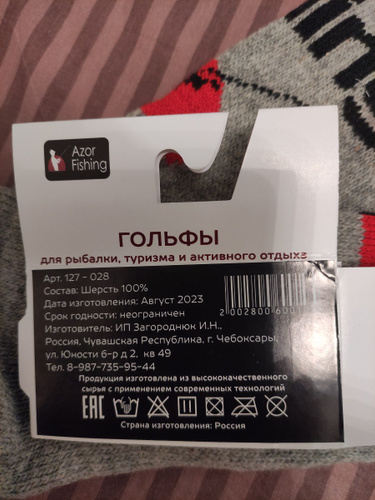 Azor
Fishing
ГОЛЬФЫ
для рыбалки, туризма и активного отдыха
Арт. 127 - 028
Состав: Шерсть 100%
Дата изготовления: Август 2023
Срок годности: неограничен
Изготовитель: ИП Загороднюк И.Н.,
Россия, Чувашская Республика, г. Чебоксары,
ул. Юности 6-р д 2, кв 49
Тел. 8-987-735-95-44
Продукция изготовлена из высококачественного
сырья с применением современных технологий
EAC
Страна изготовления: Россия